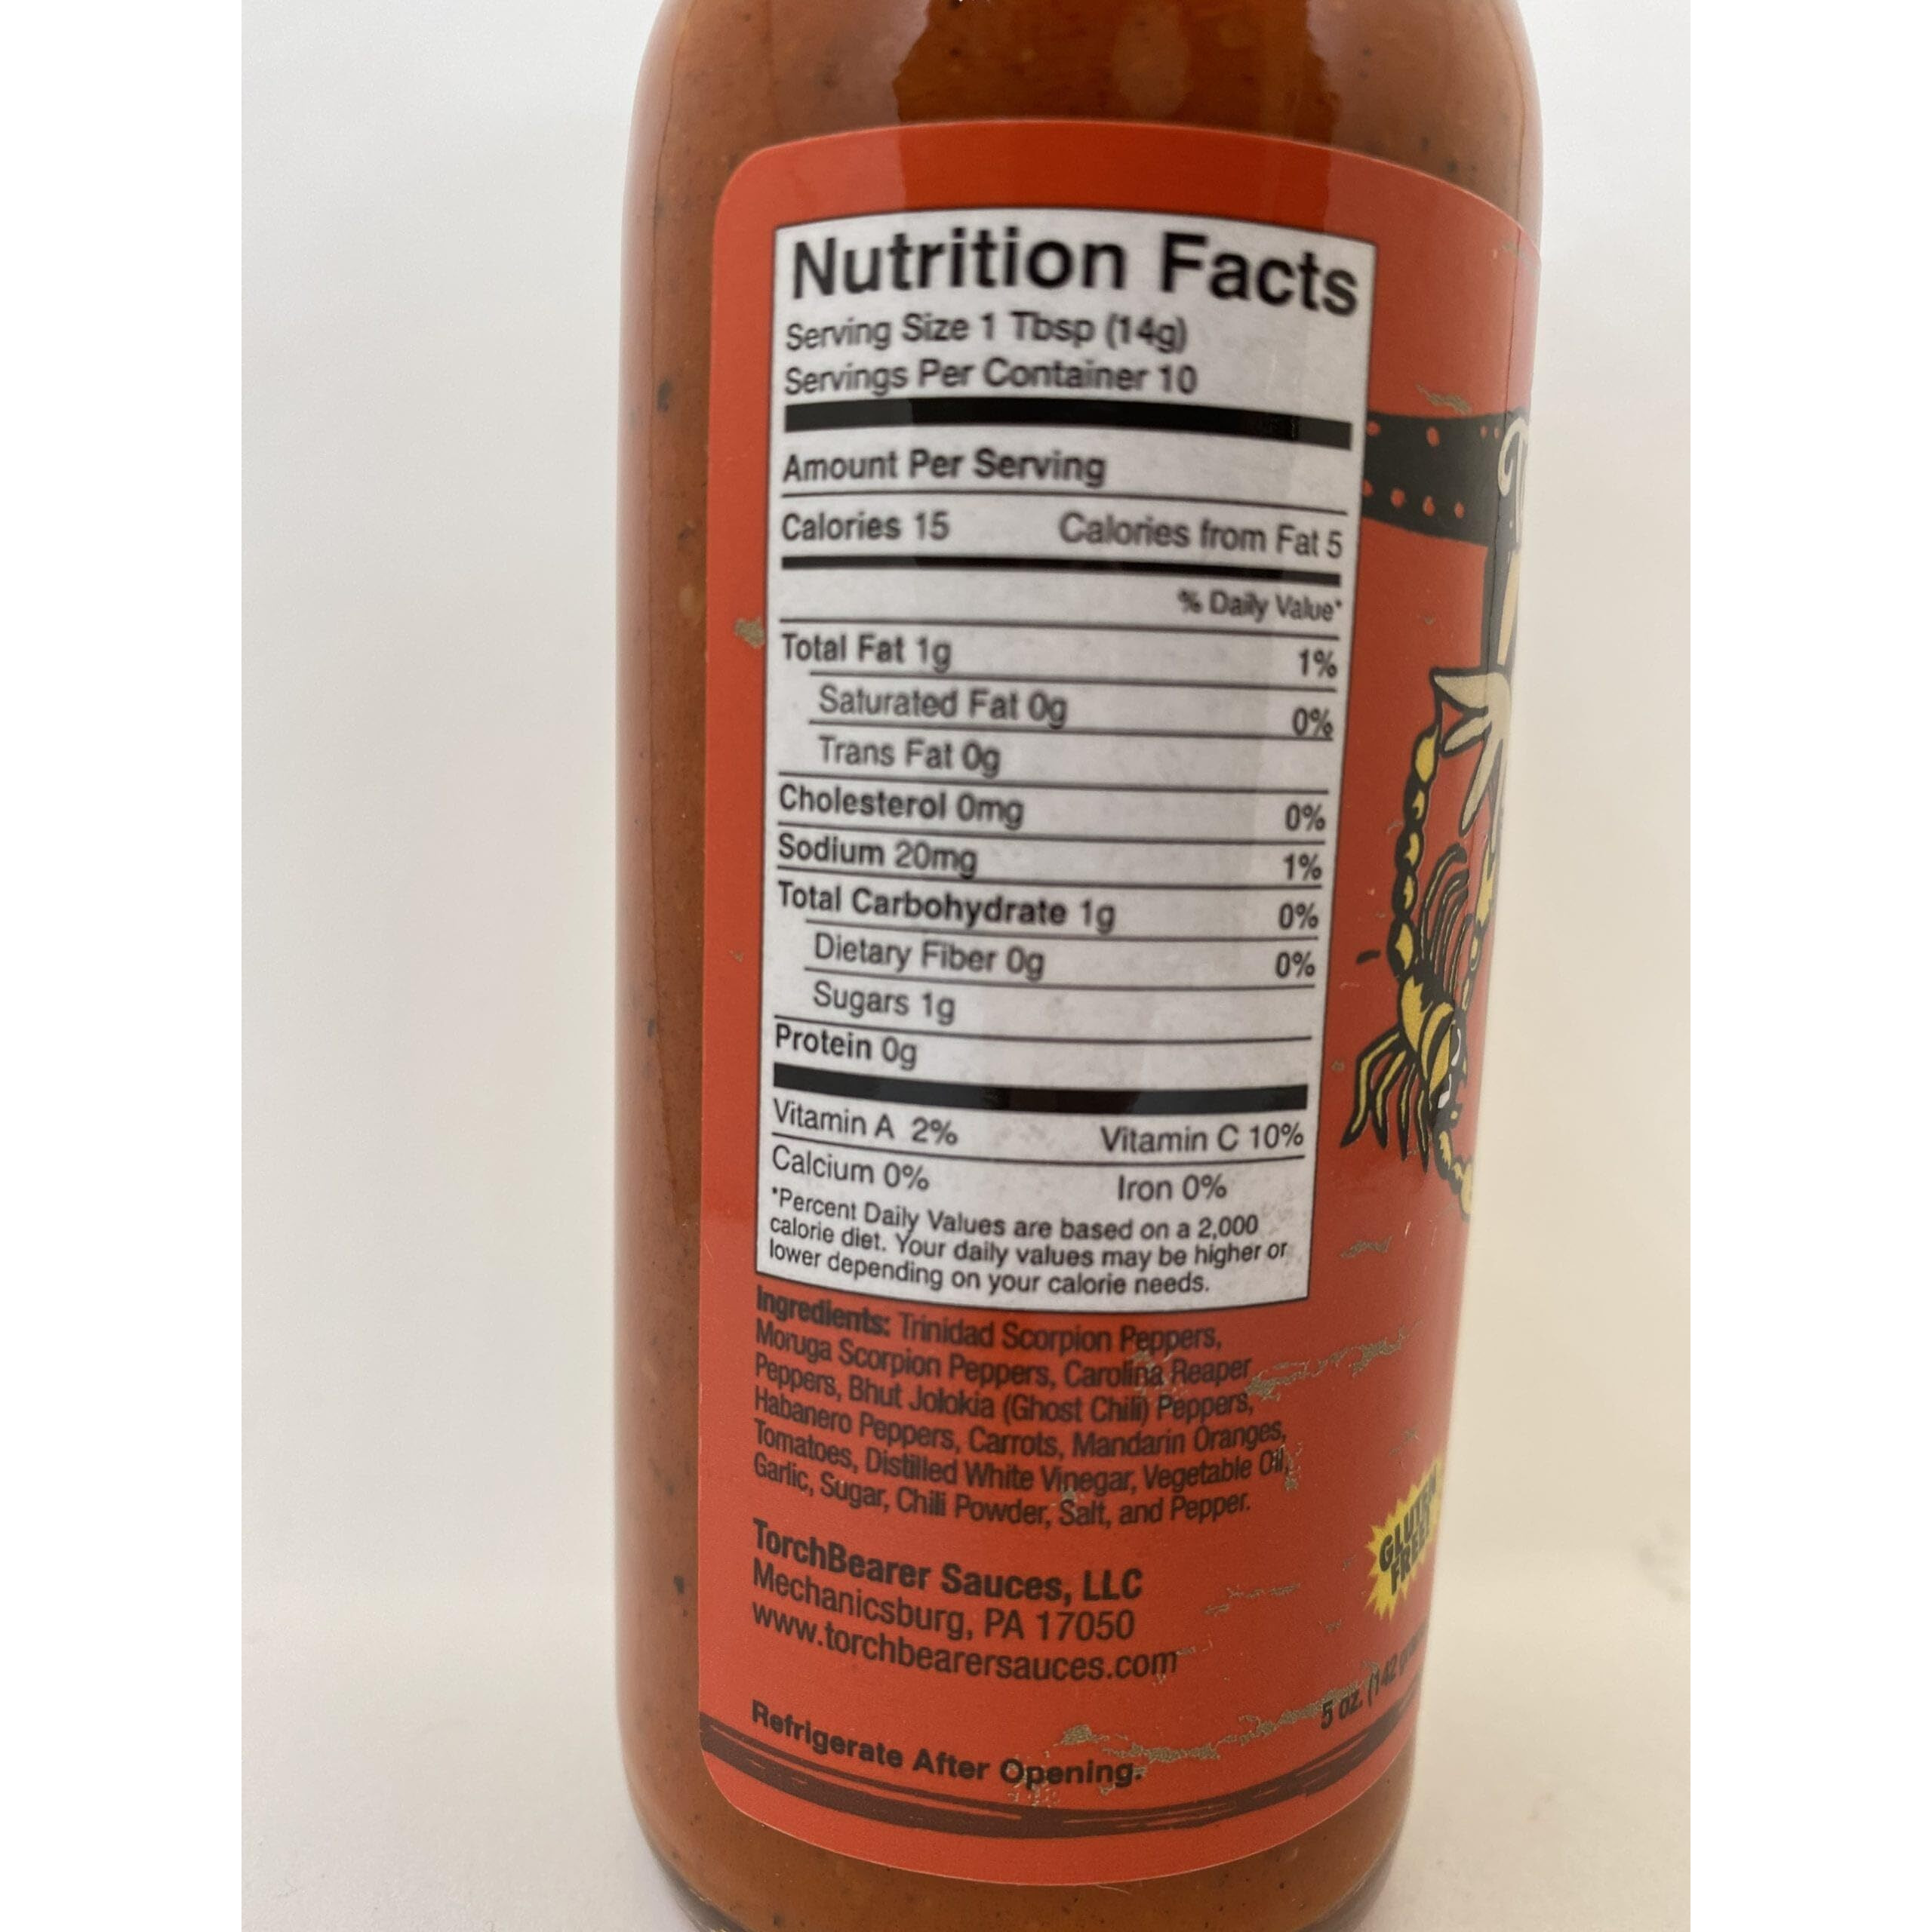 Nutrition Facts
Serving Size 1 Tbsp (14g)
Servings Per Container 10
Amount Per Serving
Calories 15 Calories from Fat 5
% Daily Value*
Total Fat 1g 1%
Saturated Fat 0g 0%
Trans Fat 0g
Cholesterol 0mg 0%
Sodium 20mg 1%
Total Carbohydrate 1g 0%
Dietary Fiber 0g 0%
Sugars 1g
Protein 0g
Vitamin A 2% Vitamin C 10%
Calcium 0% Iron 0%
*Percent Daily Values are based on a 2,000
calorie diet. Your daily values may be higher or
lower depending on your calorie needs.
Ingredients: Trinidad Scorpion Peppers,
Moruga Scorpion Peppers, Carolina Reaper
Peppers, Bhut Jolokia (Ghost Chili) Peppers,
Habanero Peppers, Carrots, Mandarin Oranges,
Tomatoes, Distilled White Vinegar, Vegetable Oil,
Garlic, Sugar, Chili Powder, Salt, and Pepper.
TorchBearer Sauces, LLC
Mechanicsburg, PA 17050
www.torchbearersauces.com
Refrigerate After Opening.
GLUTEN
FREE!
5 oz. (142